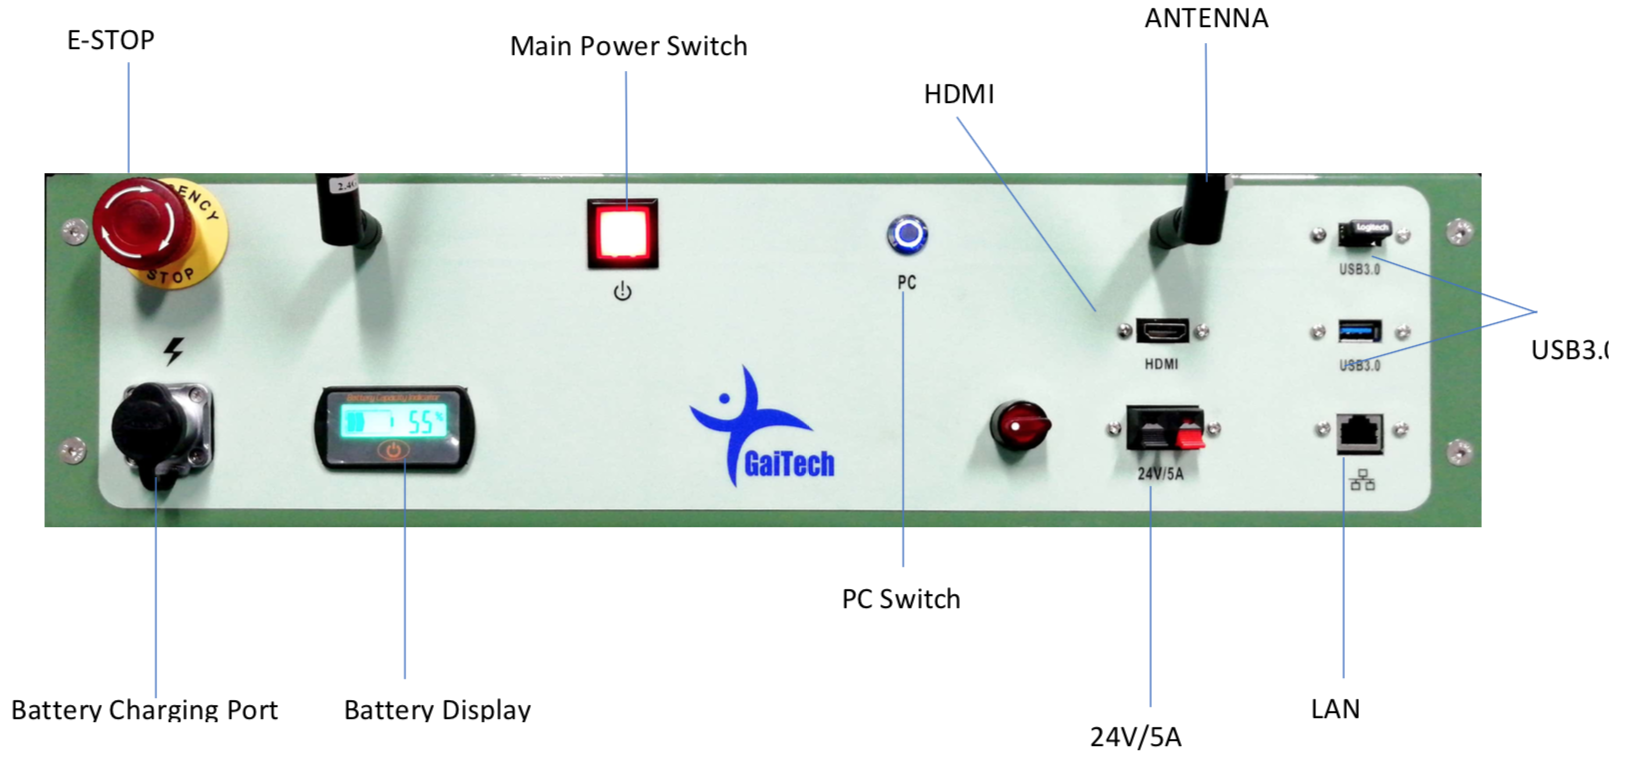 ANTENNA
E-STOP
Main Power Switch
HDMI
2.4G
ENCY
STOP
PC
Logitech
USB3.0
HDMI
USB3.0
USB3.0
Battery Capacity Indicator
55%
GaiTech
24V/5A
PC Switch
Battery Charging Port
Battery Display
LAN
24V/5A